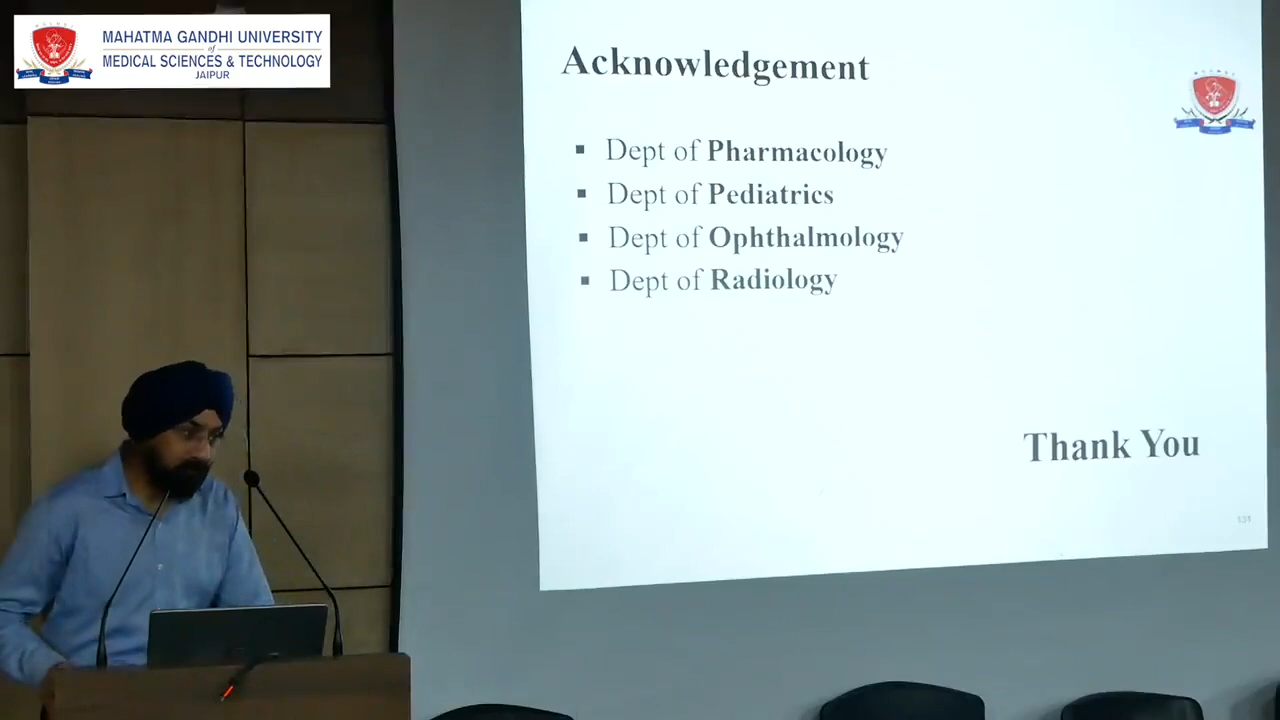 MAHATMA GANDHI UNIVERSITY
of
MEDICAL SCIENCES & TECHNOLOGY
JAIPUR
Acknowledgement
▪ Dept of Pharmacology
▪ Dept of Pediatrics
▪ Dept of Ophthalmology
▪ Dept of Radiology
Thank You
131